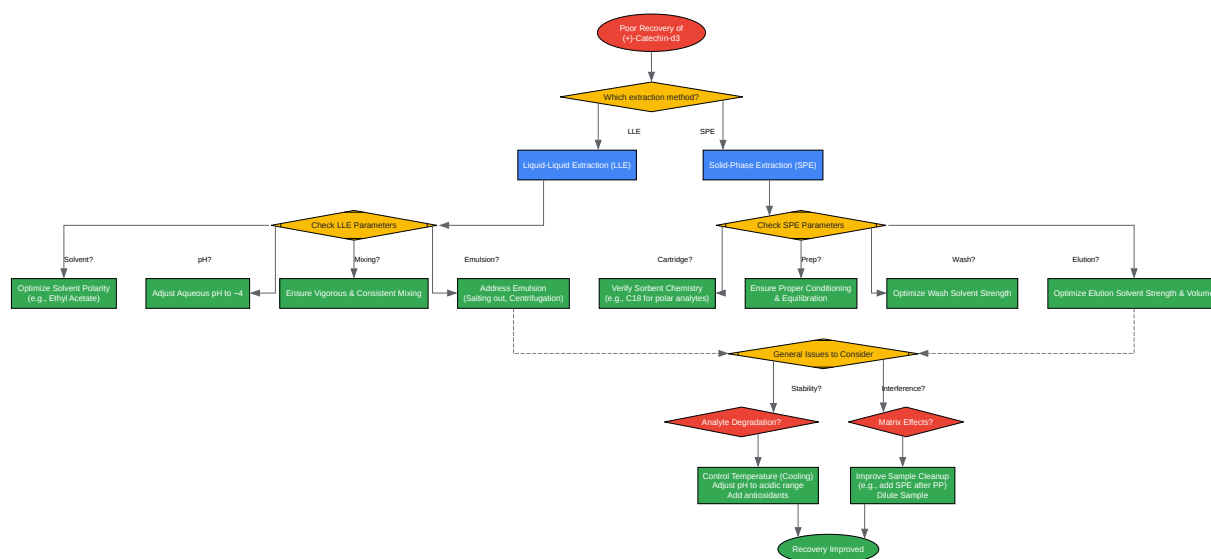 Poor Recovery of
(+)-Catechin-d3
Which extraction method?
LLE
SPE
Liquid-Liquid Extraction (LLE)
Solid-Phase Extraction (SPE)
Check LLE Parameters
Check SPE Parameters
Solvent?
pH?
Mixing?
Emulsion?
Cartridge?
Prep?
Wash?
Elution?
Optimize Solvent Polarity
(e.g., Ethyl Acetate)
Adjust Aqueous pH to ~4
Ensure Vigorous & Consistent Mixing
Address Emulsion
(Salting out, Centrifugation)
Verify Sorbent Chemistry
(e.g., C18 for polar analytes)
Ensure Proper Conditioning
& Equilibration
Optimize Wash Solvent Strength
Optimize Elution Solvent Strength & Volume
General Issues to Consider
Stability?
Interference?
Analyte Degradation?
Matrix Effects?
Control Temperature (Cooling)
Adjust pH to acidic range
Add antioxidants
Improve Sample Cleanup
(e.g., add SPE after PP)
Dilute Sample
Recovery Improved